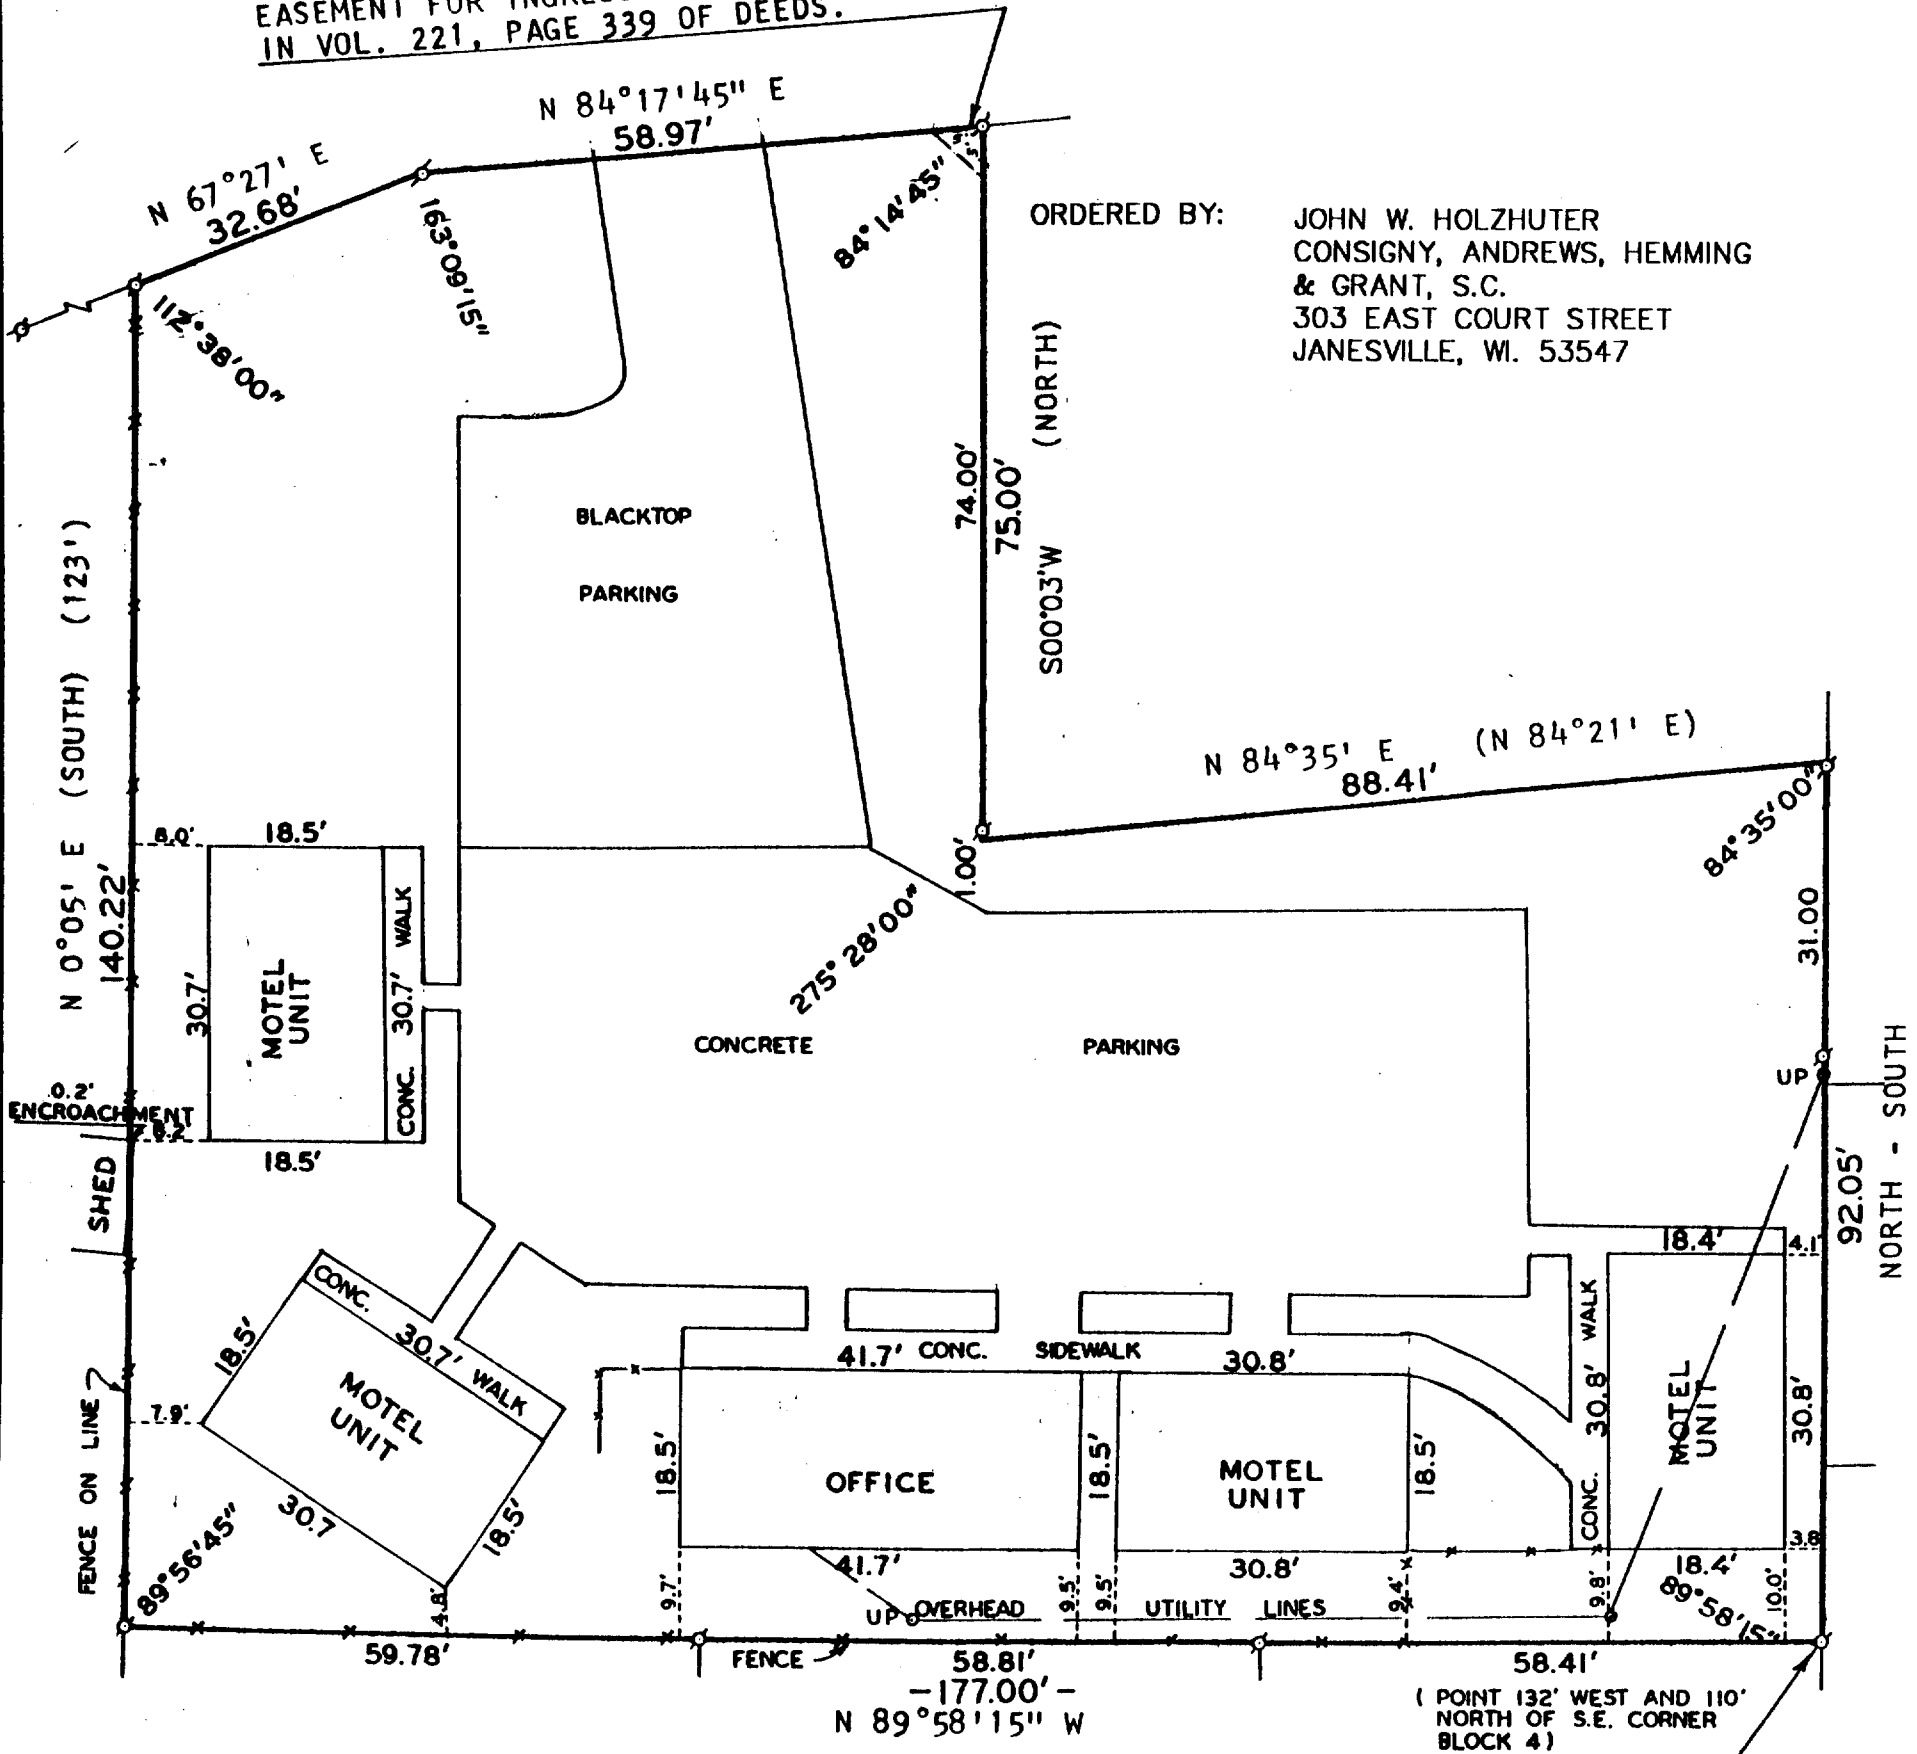 EASEMENT FOR INGRESS
IN VOL. 221, PAGE 339 OF DEEDS.
N 84°17'45" E
58.97'
N 67°27' E
32.68'
163°09'15"
84°14'45"
112°38'00"
ORDERED BY:
JOHN W. HOLZHUTER
CONSIGNY, ANDREWS, HEMMING
& GRANT, S.C.
303 EAST COURT STREET
JANESVILLE, WI. 53547
(NORTH)
74.00'
75.00'
S00°03'W
BLACKTOP
PARKING
N 0°05' E (SOUTH) (123')
140.22'
N 84°35' E (N 84°21' E)
88.41'
84°35'00"
31.00
1.00'
275°28'00"
8.0'
18.5'
30.7'
MOTEL
UNIT
CONC. 30.7' WALK
18.5'
0.2'
ENCROACHMENT
8.2'
SHED
CONCRETE PARKING
UP
92.05'
NORTH - SOUTH
18.4'
4.1'
CONC.
30.7' WALK
18.5'
MOTEL
UNIT
7.9'
30.7
18.5'
4.8'
FENCE ON LINE
89°56'45"
41.7' CONC. SIDEWALK 30.8'
18.5'
OFFICE
18.5'
MOTEL
UNIT
18.5'
CONC. 30.8' WALK
MOTEL
UNIT
30.8'
3.8
41.7'
30.8'
18.4'
9.7'
9.5'
9.5'
9.4'
9.8'
10.0'
89°58'15"
UP OVERHEAD UTILITY LINES
59.78'
FENCE
58.81'
58.41'
-177.00'-
N 89°58'15" W
( POINT 132' WEST AND 110'
NORTH OF S.E. CORNER
BLOCK 4)